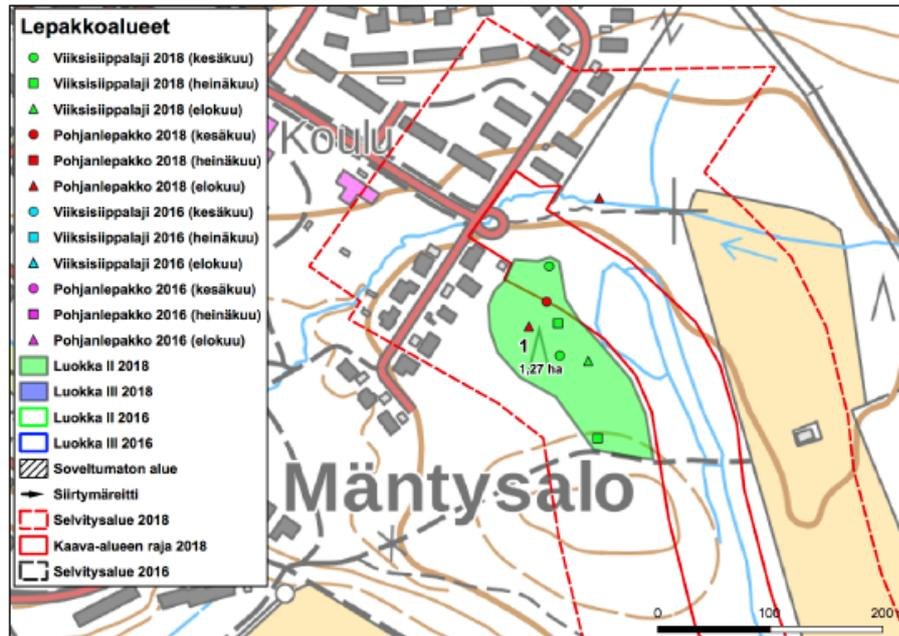 Lepakkoalueet
Viiksisiippalaji 2018 (kesäkuu)
Viiksisiippalaji 2018 (heinäkuu)
Viiksisiippalaji 2018 (elokuu)
Pohjanlepakko 2018 (kesäkuu)
Pohjanlepakko 2018 (heinäkuu)
Pohjanlepakko 2018 (elokuu)
Viiksisiippalaji 2016 (kesäkuu)
Viiksisiippalaji 2016 (heinäkuu)
Viiksisiippalaji 2016 (elokuu)
Pohjanlepakko 2016 (kesäkuu)
Pohjanlepakko 2016 (heinäkuu)
Pohjanlepakko 2016 (elokuu)
Luokka II 2018
Luokka III 2018
Luokka II 2016
Luokka III 2016
Soveltumaton alue
Siirtymäreitti
Selvitysalue 2018
Kaava-alueen raja 2018
Selvitysalue 2016
Koulu
1
1,27 ha
Mäntysalo
0 100 200